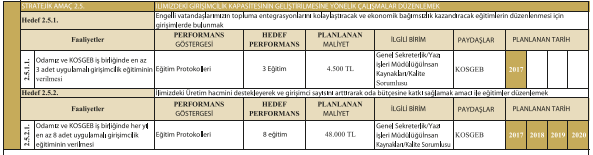 STRATEJİK AMAÇ 2.5. İLİMİZDEKİ GİRİŞİMCİLİK KAPASİTESİNİN GELİŞTİRİLMESİNE YÖNELİK ÇALIŞMALAR DÜZENLEMEK
Hedef 2.5.1. Engelli vatandaşlarımızın topluma entegrasyonlarını kolaylaştıracak ve ekonomik bağımsızlık kazandıracak eğitimlerin düzenlenmesi için
girişimlerde bulunmak
Faaliyetler PERFORMANS GÖSTERGESİ HEDEF PERFORMANS PLANLANAN MALİYET İLGİLİ BİRİM PAYDAŞLAR PLANLANAN TARİH
2.5.1.1. Odamız ve KOSGEB iş birliğinde en az
3 adet uygulamalı girişimcilik eğitiminin
verilmesi
Eğitim Protokolleri 3 Eğitim 4.500 TL
Genel Sekreterlik/Yazı
işleri Müdülüğüİnsan
Kaynakları/Kalite
Sorumlusu
KOSGEB 2017
Hedef 2.5.2. İlimizdeki Üretim hacmini destekleyerek ve girişimci sayısını arttırarak oda bütçesine katkı sağlamak amacı ile eğitimler düzenlemek
Faaliyetler PERFORMANS GÖSTERGESİ HEDEF PERFORMANS PLANLANAN MALİYET İLGİLİ BİRİM PAYDAŞLAR PLANLANAN TARİH
2.5.2.1. Odamız ve KOSGEB iş birliğinde her yıl
en az 8 adet uygulamalı girişimcilik
eğitiminin verilmesi
Eğitim Protokolleri 8 eğitim 48.000 TL
Genel Sekreterlik/Yazı
işleri Müdülüğüİnsan
Kaynakları/Kalite Sorumlusu
KOSGEB 2017 2018 2019 2020